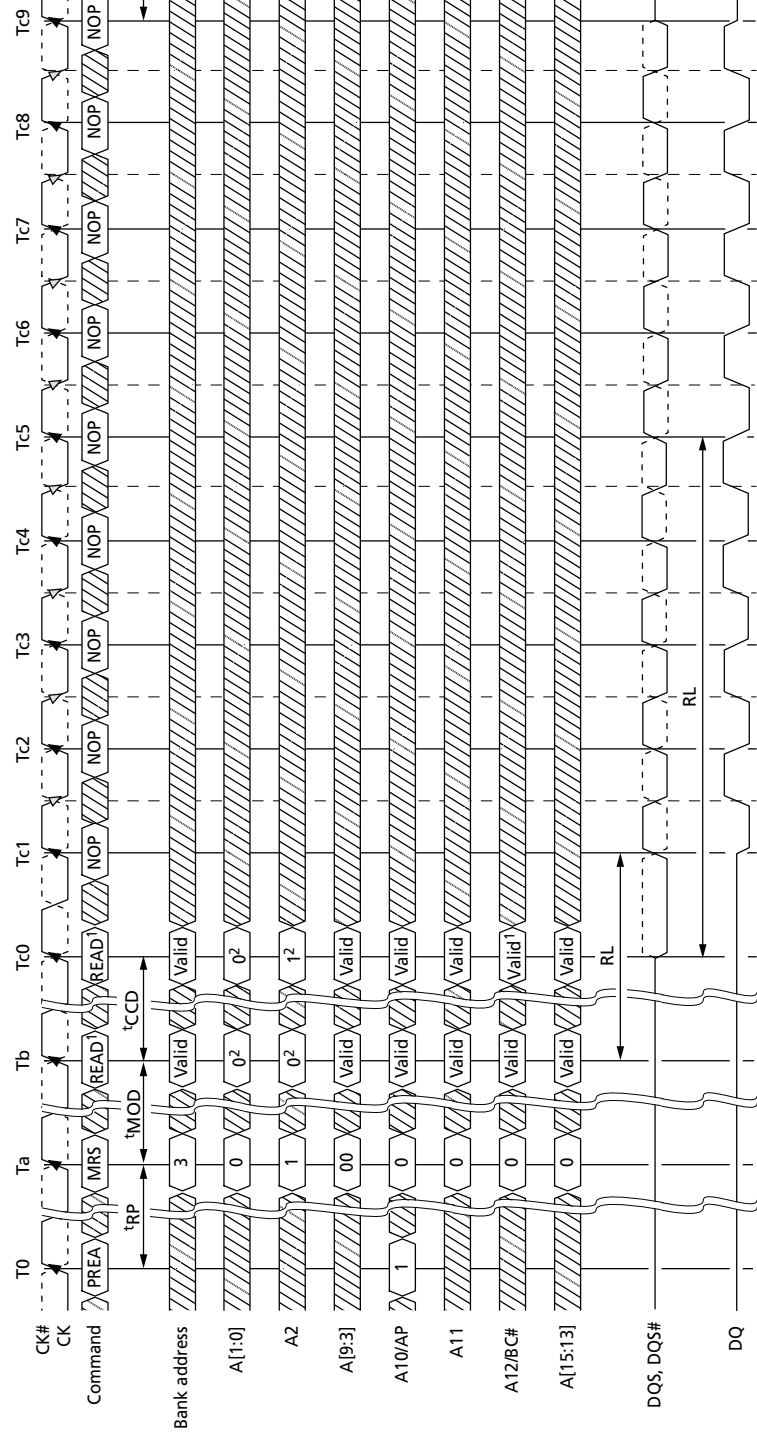 T0 Ta Tb Tc0 Tc1 Tc2 Tc3 Tc4 Tc5 Tc6 Tc7 Tc8 Tc9
CK#
CK
Command PREA MRS READ¹ READ¹ NOP NOP NOP NOP NOP NOP NOP NOP NOP
tRP tMOD tCCD
Bank address 3 Valid Valid
A[1:0] 0 0² 0²
A2 1 0² 1²
A[9:3] 00 Valid Valid
A10/AP 1 0 Valid Valid
A11 0 Valid Valid
A12/BC# 0 Valid¹ Valid¹
A[15:13] 0 Valid Valid
RL
DQS, DQS#
RL
DQ